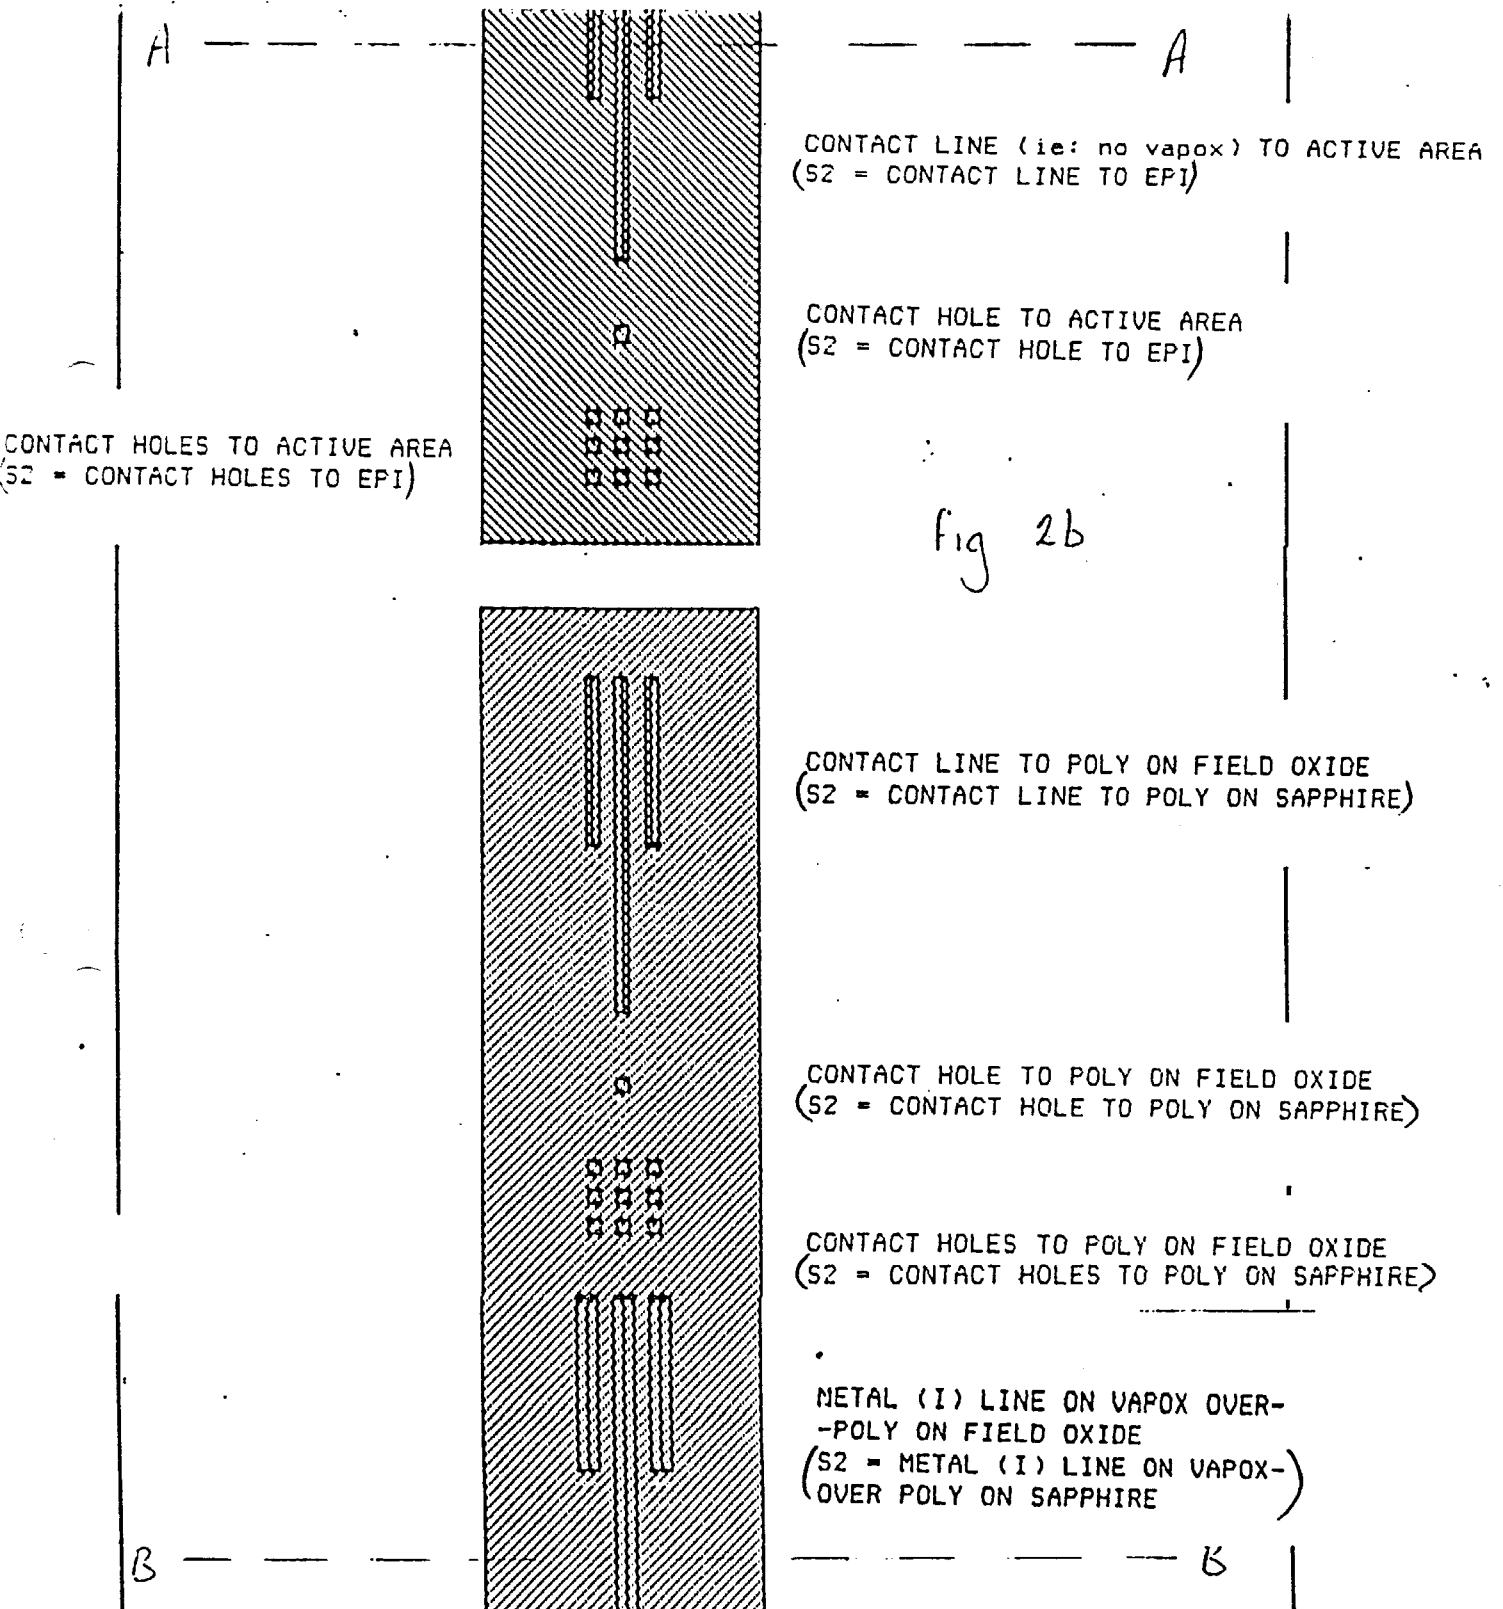 A A
CONTACT LINE (ie: no vapox) TO ACTIVE AREA
(S2 = CONTACT LINE TO EPI)
CONTACT HOLE TO ACTIVE AREA
(S2 = CONTACT HOLE TO EPI)
CONTACT HOLES TO ACTIVE AREA
(S2 = CONTACT HOLES TO EPI)
fig 2b
CONTACT LINE TO POLY ON FIELD OXIDE
(S2 = CONTACT LINE TO POLY ON SAPPHIRE)
CONTACT HOLE TO POLY ON FIELD OXIDE
(S2 = CONTACT HOLE TO POLY ON SAPPHIRE)
CONTACT HOLES TO POLY ON FIELD OXIDE
(S2 = CONTACT HOLES TO POLY ON SAPPHIRE)
METAL (I) LINE ON VAPOX OVER-
-POLY ON FIELD OXIDE
(S2 = METAL (I) LINE ON VAPOX-
OVER POLY ON SAPPHIRE)
B B